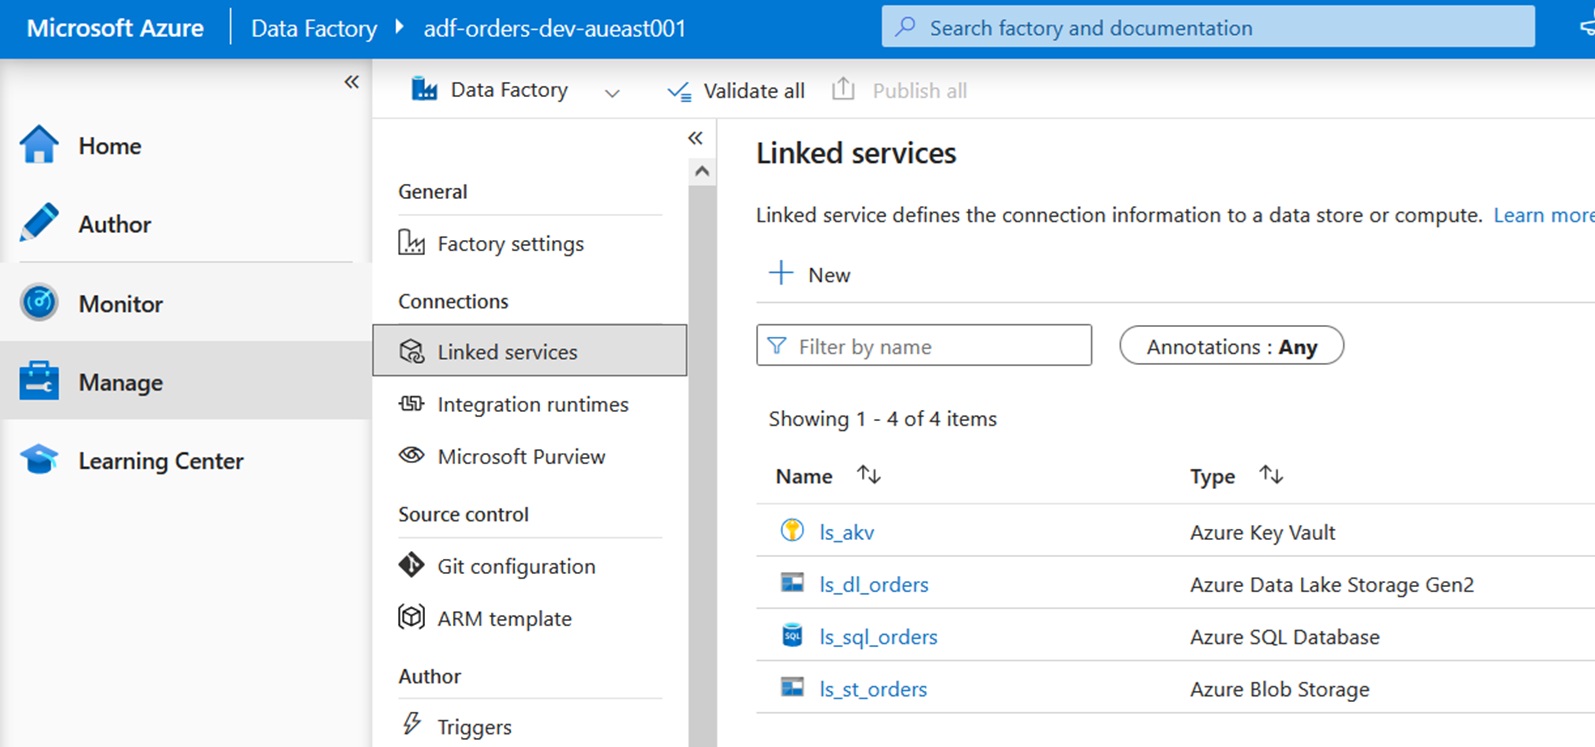 Microsoft Azure Data Factory adf-orders-dev-aueast001 Search factory and documentation
Data Factory Validate all Publish all
Home
Author
Monitor
Manage
Learning Center
General
Factory settings
Connections
Linked services
Integration runtimes
Microsoft Purview
Source control
Git configuration
ARM template
Author
Triggers
Linked services
Linked service defines the connection information to a data store or compute. Learn more
New
Filter by name Annotations : Any
Showing 1 - 4 of 4 items
Name Type
ls_akv Azure Key Vault
ls_dl_orders Azure Data Lake Storage Gen2
SQL ls_sql_orders Azure SQL Database
ls_st_orders Azure Blob Storage